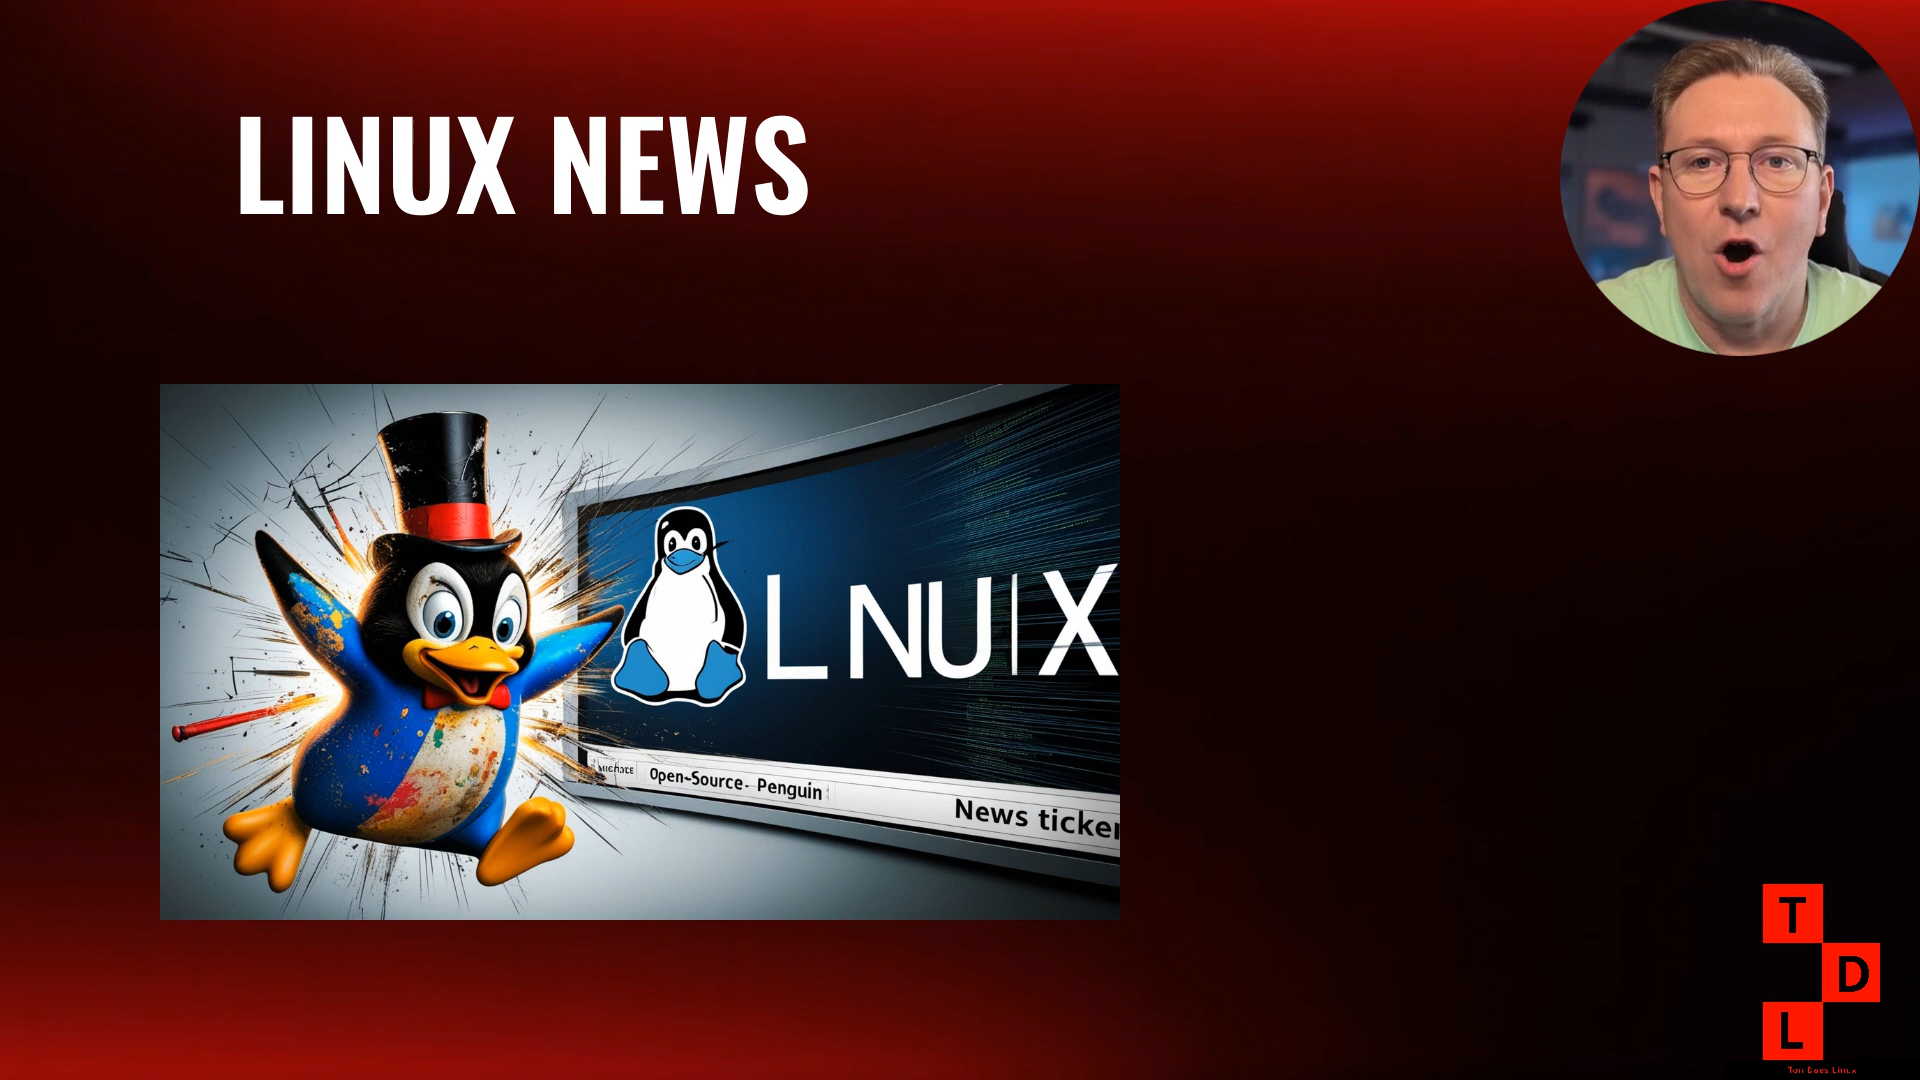 LINUX NEWS
L NU|X
Open-Source- Penguin
News ticker
T
D
L